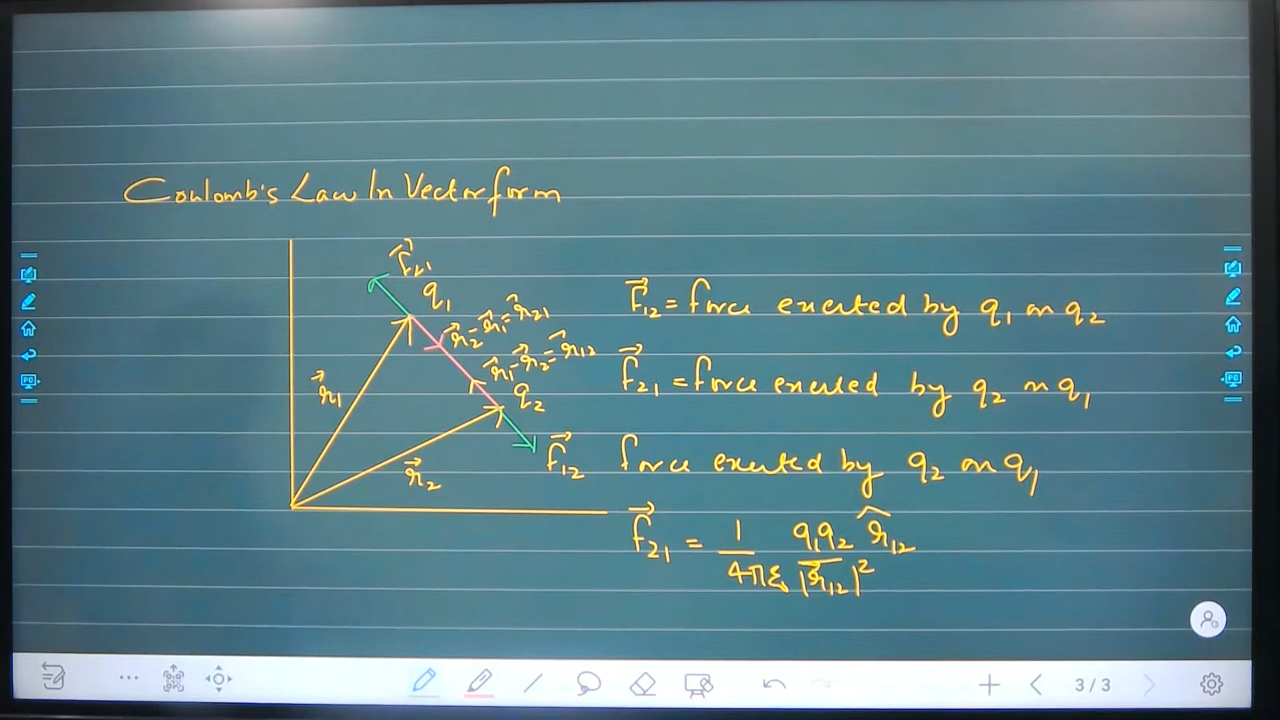 Coulomb's Law In Vector form
F⃗₂₁
q₁
r⃗₂-r⃗₁=r⃗₂₁
r⃗₁-r⃗₂=r⃗₁₂
q₂
r⃗₁
r⃗₂
F⃗₁₂
F⃗₁₂ = force exerted by q₁ on q₂
F⃗₂₁ = force exerted by q₂ on q₁
force exerted by q₂ on q₁
F⃗₂₁ = 1/4πε₀ q₁q₂/|r⃗₁₂|² r̂₁₂
3/3